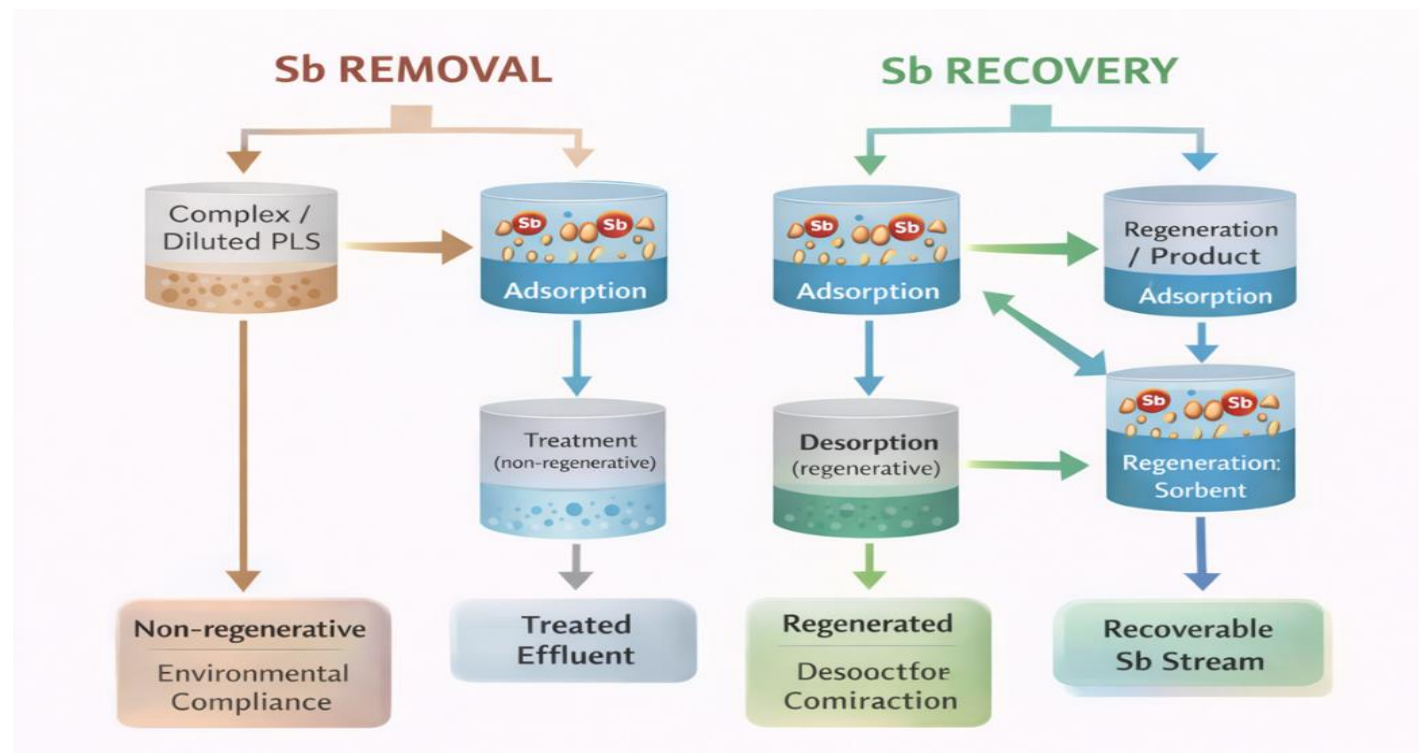 Sb REMOVAL
Sb RECOVERY
Complex /
Diluted PLS
Sb
Sb
Adsorption
Sb
Sb
Adsorption
Regeneration
/ Product
Adsorption
Treatment
(non-regenerative)
Desorption
(regenerative)
Sb
Sb
Regeneration:
Sorbent
Non-regenerative
Environmental
Compliance
Treated
Effluent
Regenerated
Comiraction
Recoverable
Sb Stream